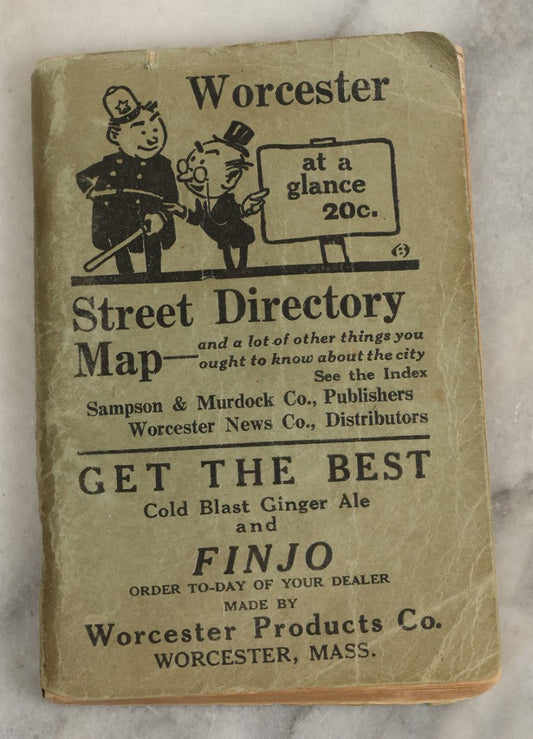 Worcester
at a
glance
20c.
Street Directory
Map—and a lot of other things you
ought to know about the city
See the Index
Sampson & Murdock Co., Publishers
Worcester News Co., Distributors
GET THE BEST
Cold Blast Ginger Ale
and
FINJO
ORDER TO-DAY OF YOUR DEALER
MADE BY
Worcester Products Co.
WORCESTER, MASS.